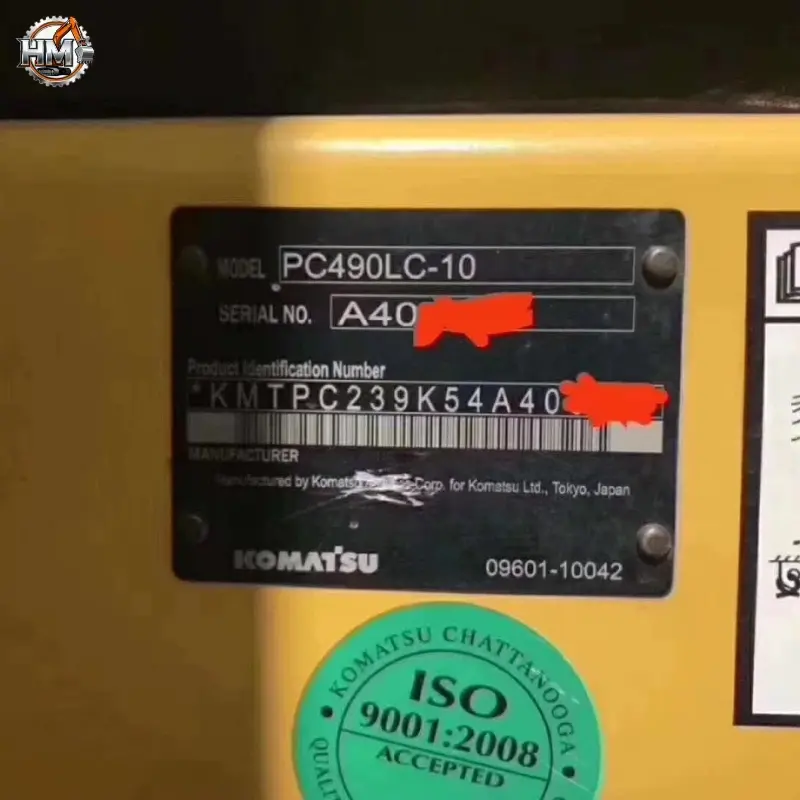 HM
MODEL PC490LC-10
SERIAL NO. A40
Product Identification Number
*KMTPC239K54A40
MANUFACTURER
Manufactured by Komatsu Corp. for Komatsu Ltd., Tokyo, Japan
KOMATSU 09601-10042
KOMATSU CHATTANOOGA
ISO
9001:2008
ACCEPTED